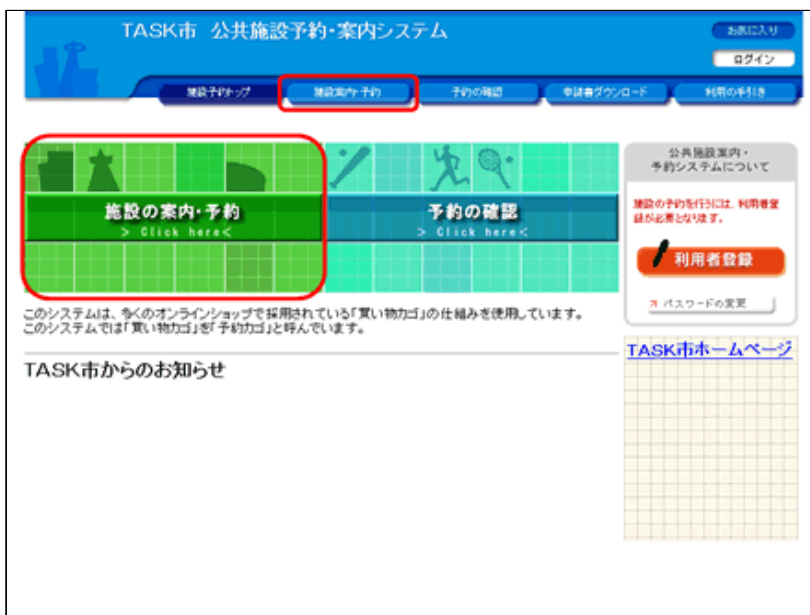 TASK市 公共施設予約・案内システム
お気に入り
ログイン
施設予約トップ
施設案内・予約
予約の確認
申請書ダウンロード
利用の手引き
施設の案内・予約
> Click here<
予約の確認
> Click here<
公共施設案内・
予約システムについて
施設の予約を行うには、利用者登
録が必要となります。
利用者登録
パスワードの変更
このシステムは、多くのオンラインショップで採用されている「買い物カゴ」の仕組みを使用しています。
このシステムでは「買い物カゴ」を「予約カゴ」と呼んでいます。
TASK市ホームページ
TASK市からのお知らせ